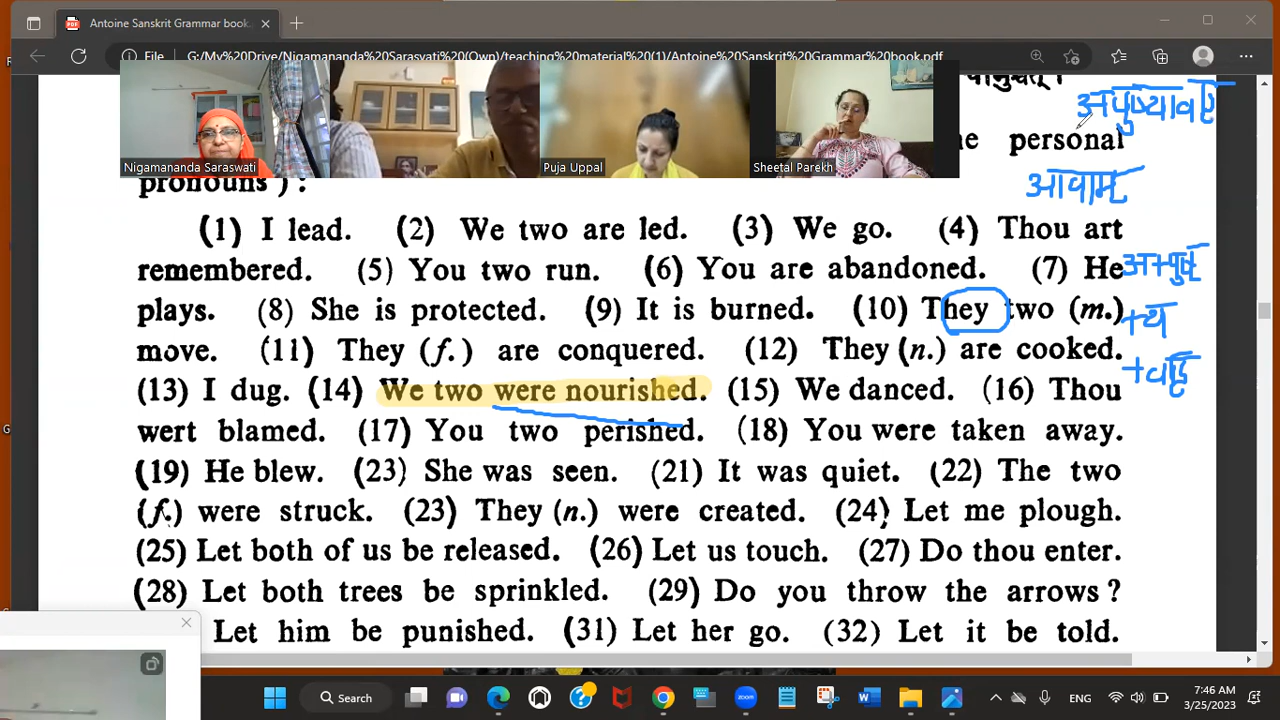 Antoine Sanskrit Grammar book.
File G:/My%20Drive/Nigamananda%20Sarasvati%20(Own)/teaching%20material%20(1)/Antoine%20Sanskrit%20Grammar%20book.pdf
Nigamananda Saraswati
Puja Uppal
Sheetal Parekh
personal
आवाम्
pronouns ) :
(1) I lead. (2) We two are led. (3) We go. (4) Thou art
remembered. (5) You two run. (6) You are abandoned. (7) He
plays. (8) She is protected. (9) It is burned. (10) They two (m.)
+य
move. (11) They (f.) are conquered. (12) They (n.) are cooked.
+वहि
(13) I dug. (14) We two were nourished. (15) We danced. (16) Thou
wert blamed. (17) You two perished. (18) You were taken away.
(19) He blew. (23) She was seen. (21) It was quiet. (22) The two
(f.) were struck. (23) They (n.) were created. (24) Let me plough.
(25) Let both of us be released. (26) Let us touch. (27) Do thou enter.
(28) Let both trees be sprinkled. (29) Do you throw the arrows ?
Let him be punished. (31) Let her go. (32) Let it be told.
Search
ENG
7:46 AM
3/25/2023